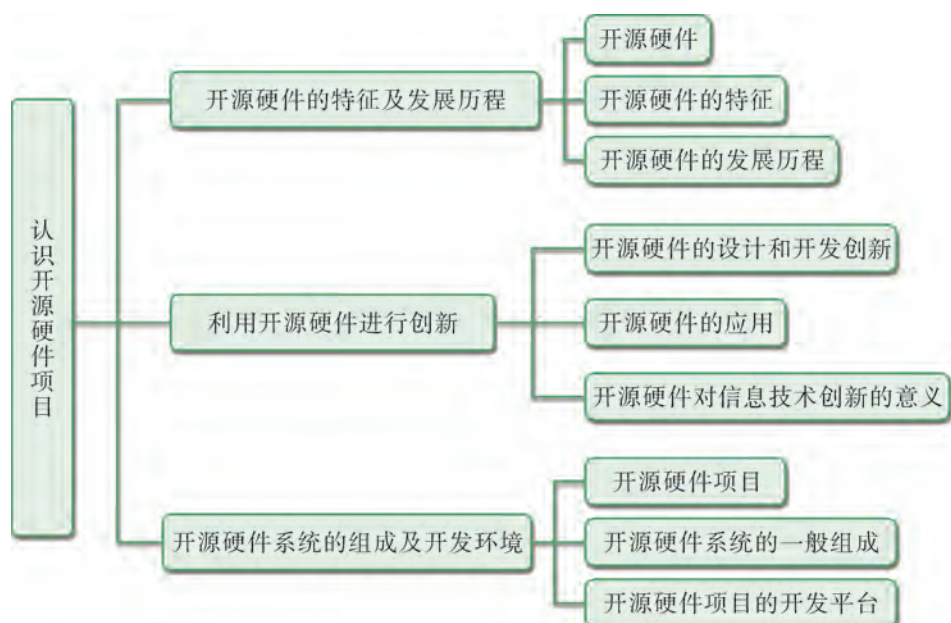 认识开源硬件项目
开源硬件的特征及发展历程
开源硬件
开源硬件的特征
开源硬件的发展历程
利用开源硬件进行创新
开源硬件的设计和开发创新
开源硬件的应用
开源硬件对信息技术创新的意义
开源硬件系统的组成及开发环境
开源硬件项目
开源硬件系统的一般组成
开源硬件项目的开发平台